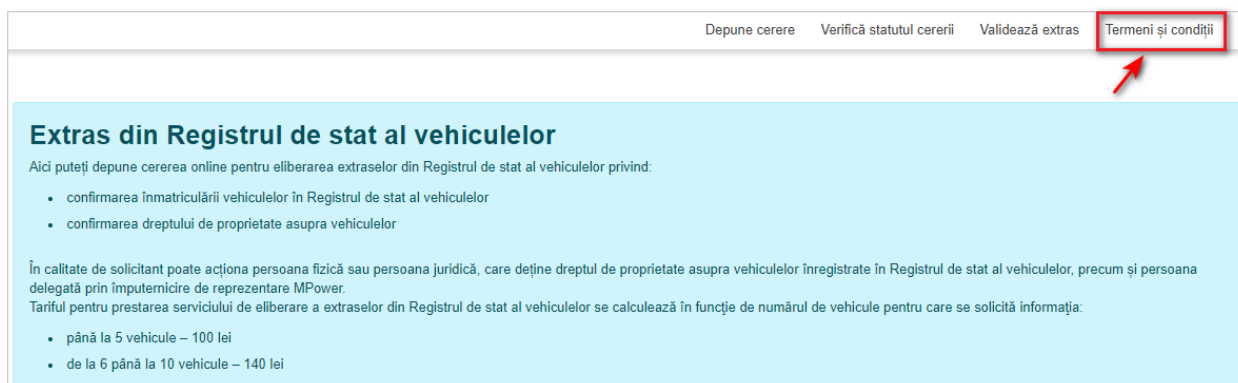 Depune cerere Verifică statutul cererii Validează extras Termeni și condiții
Extras din Registrul de stat al vehiculelor
Aici puteți depune cererea online pentru eliberarea extraselor din Registrul de stat al vehiculelor privind:
• confirmarea înmatriculării vehiculelor în Registrul de stat al vehiculelor
• confirmarea dreptului de proprietate asupra vehiculelor
În calitate de solicitant poate acționa persoana fizică sau persoana juridică, care deține dreptul de proprietate asupra vehiculelor înregistrate în Registrul de stat al vehiculelor, precum și persoana
delegată prin împuternicire de reprezentare MPower.
Tariful pentru prestarea serviciului de eliberare a extraselor din Registrul de stat al vehiculelor se calculează în funcție de numărul de vehicule pentru care se solicită informația:
• până la 5 vehicule – 100 lei
• de la 6 până la 10 vehicule – 140 lei